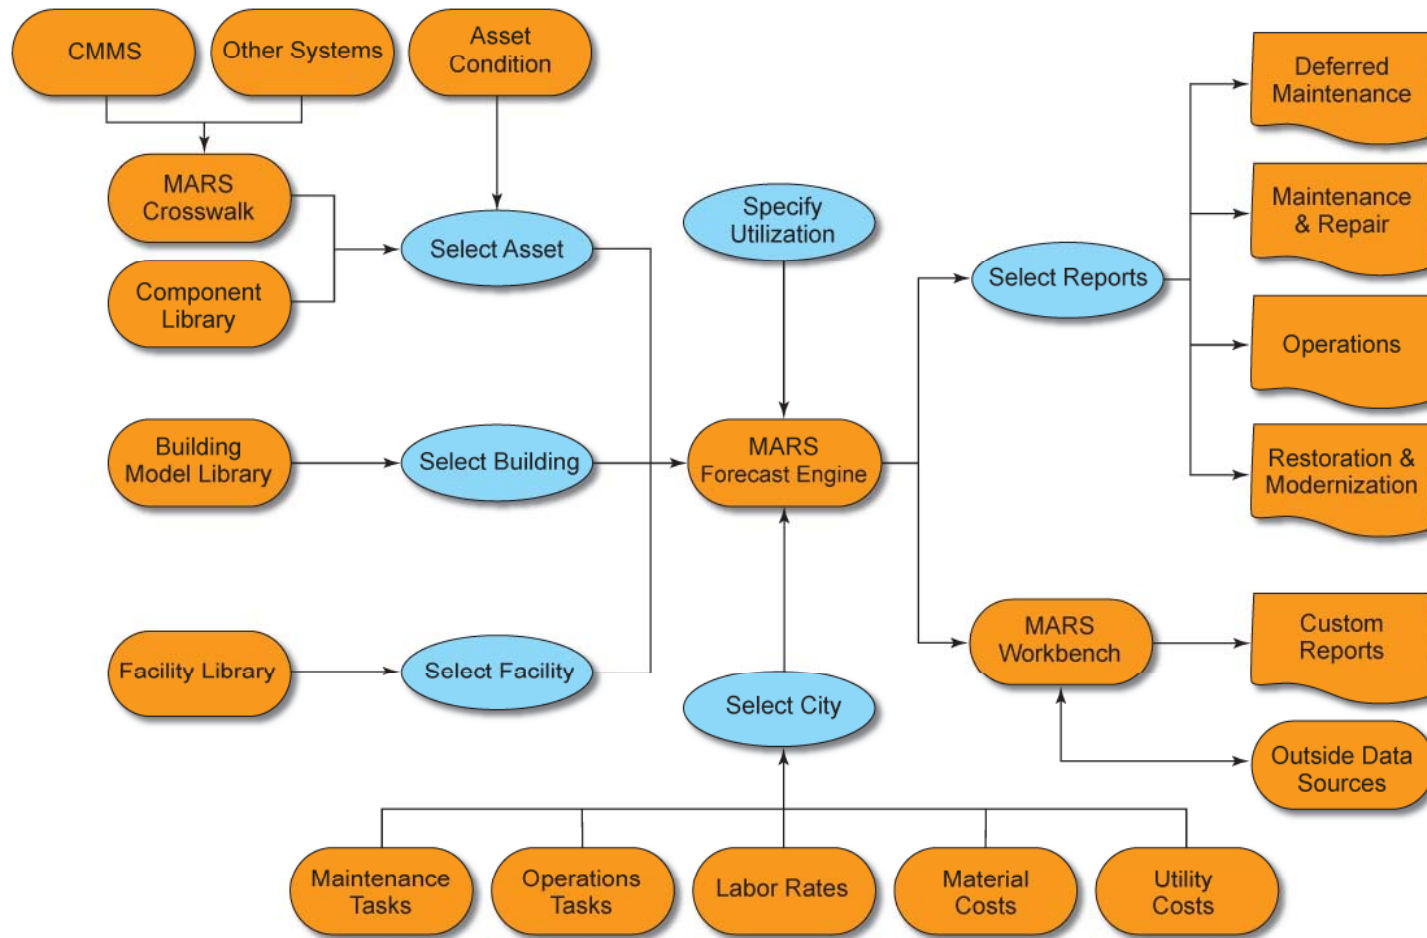 CMMS
Other Systems
Asset
Condition
Deferred
Maintenance
MARS
Crosswalk
Specify
Utilization
Maintenance
& Repair
Select Asset
Select Reports
Component
Library
Operations
Building
Model Library
Select Building
MARS
Forecast Engine
Restoration &
Modernization
Facility Library
Select Facility
MARS
Workbench
Custom
Reports
Select City
Outside Data
Sources
Maintenance
Tasks
Operations
Tasks
Labor Rates
Material
Costs
Utility
Costs